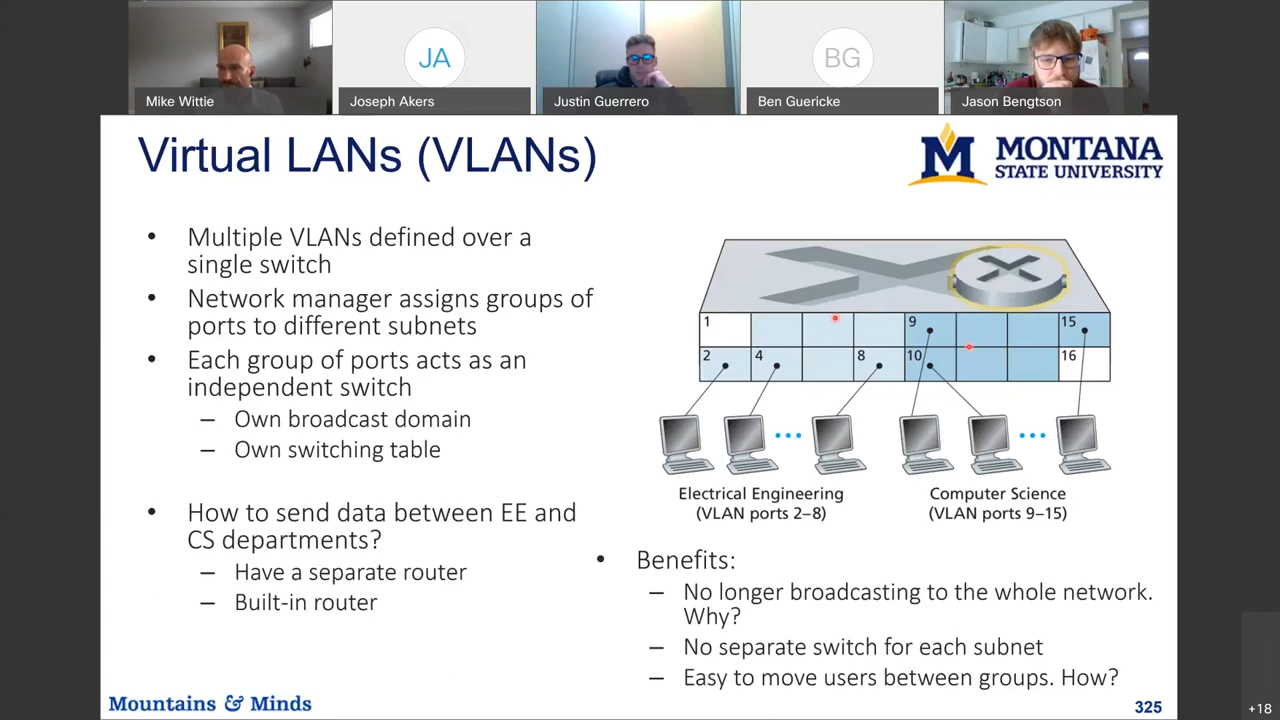 JA
BG
Mike Wittie
Joseph Akers
Justin Guerrero
Ben Guericke
Jason Bengtson
Virtual LANs (VLANs)
M
MONTANA
STATE UNIVERSITY
• Multiple VLANs defined over a
single switch
• Network manager assigns groups of
ports to different subnets
• Each group of ports acts as an
independent switch
– Own broadcast domain
– Own switching table
• How to send data between EE and
CS departments?
– Have a separate router
– Built-in router
1 9 15
2 4 8 10 16
Electrical Engineering
(VLAN ports 2–8)
Computer Science
(VLAN ports 9–15)
• Benefits:
– No longer broadcasting to the whole network.
Why?
– No separate switch for each subnet
– Easy to move users between groups. How?
Mountains & Minds
325
+18